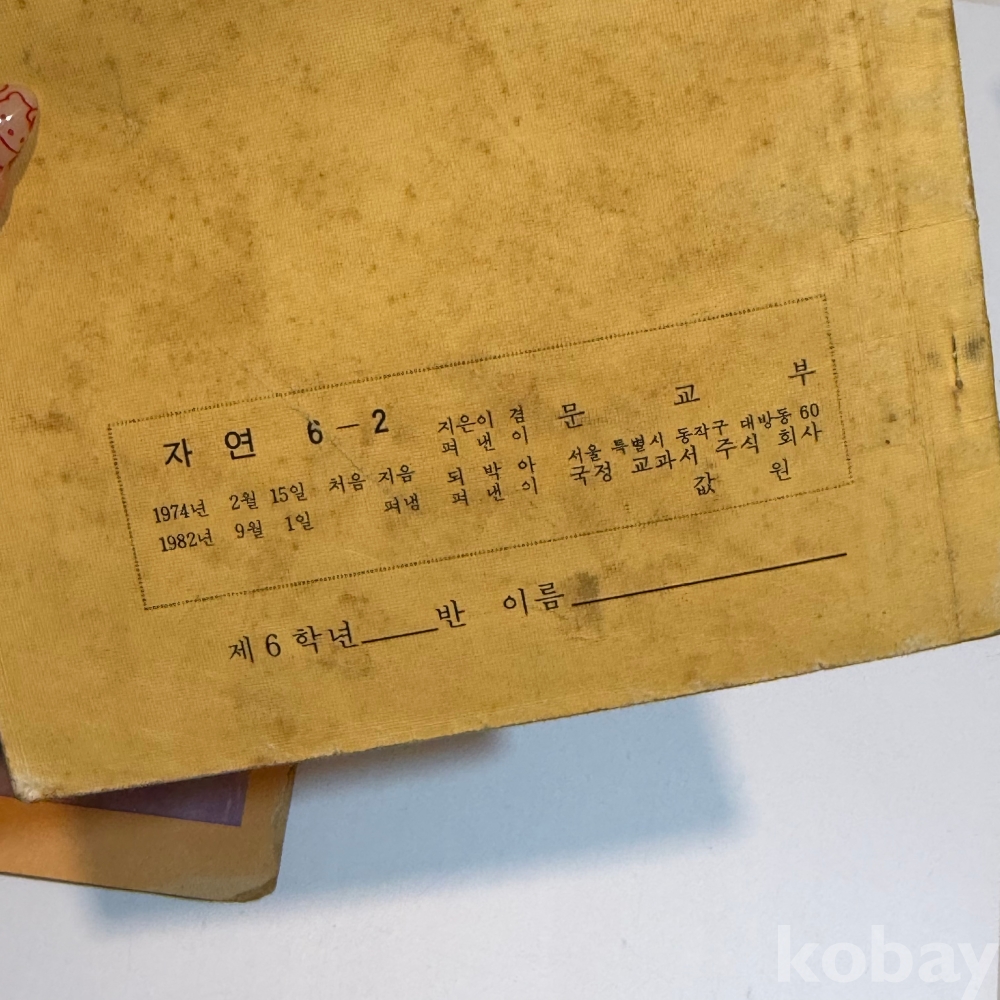 자 연 6-2
지은이 겸
펴 낸 이
문 교 부
1974년 2월 15일 처음 지음
1982년 9월 1일 펴냄
되 박 아
펴 낸 이
서울 특별시 동작구 대방동 60
국정 교과서 주식 회사
값 원
제 6 학년 반 이름
kobay